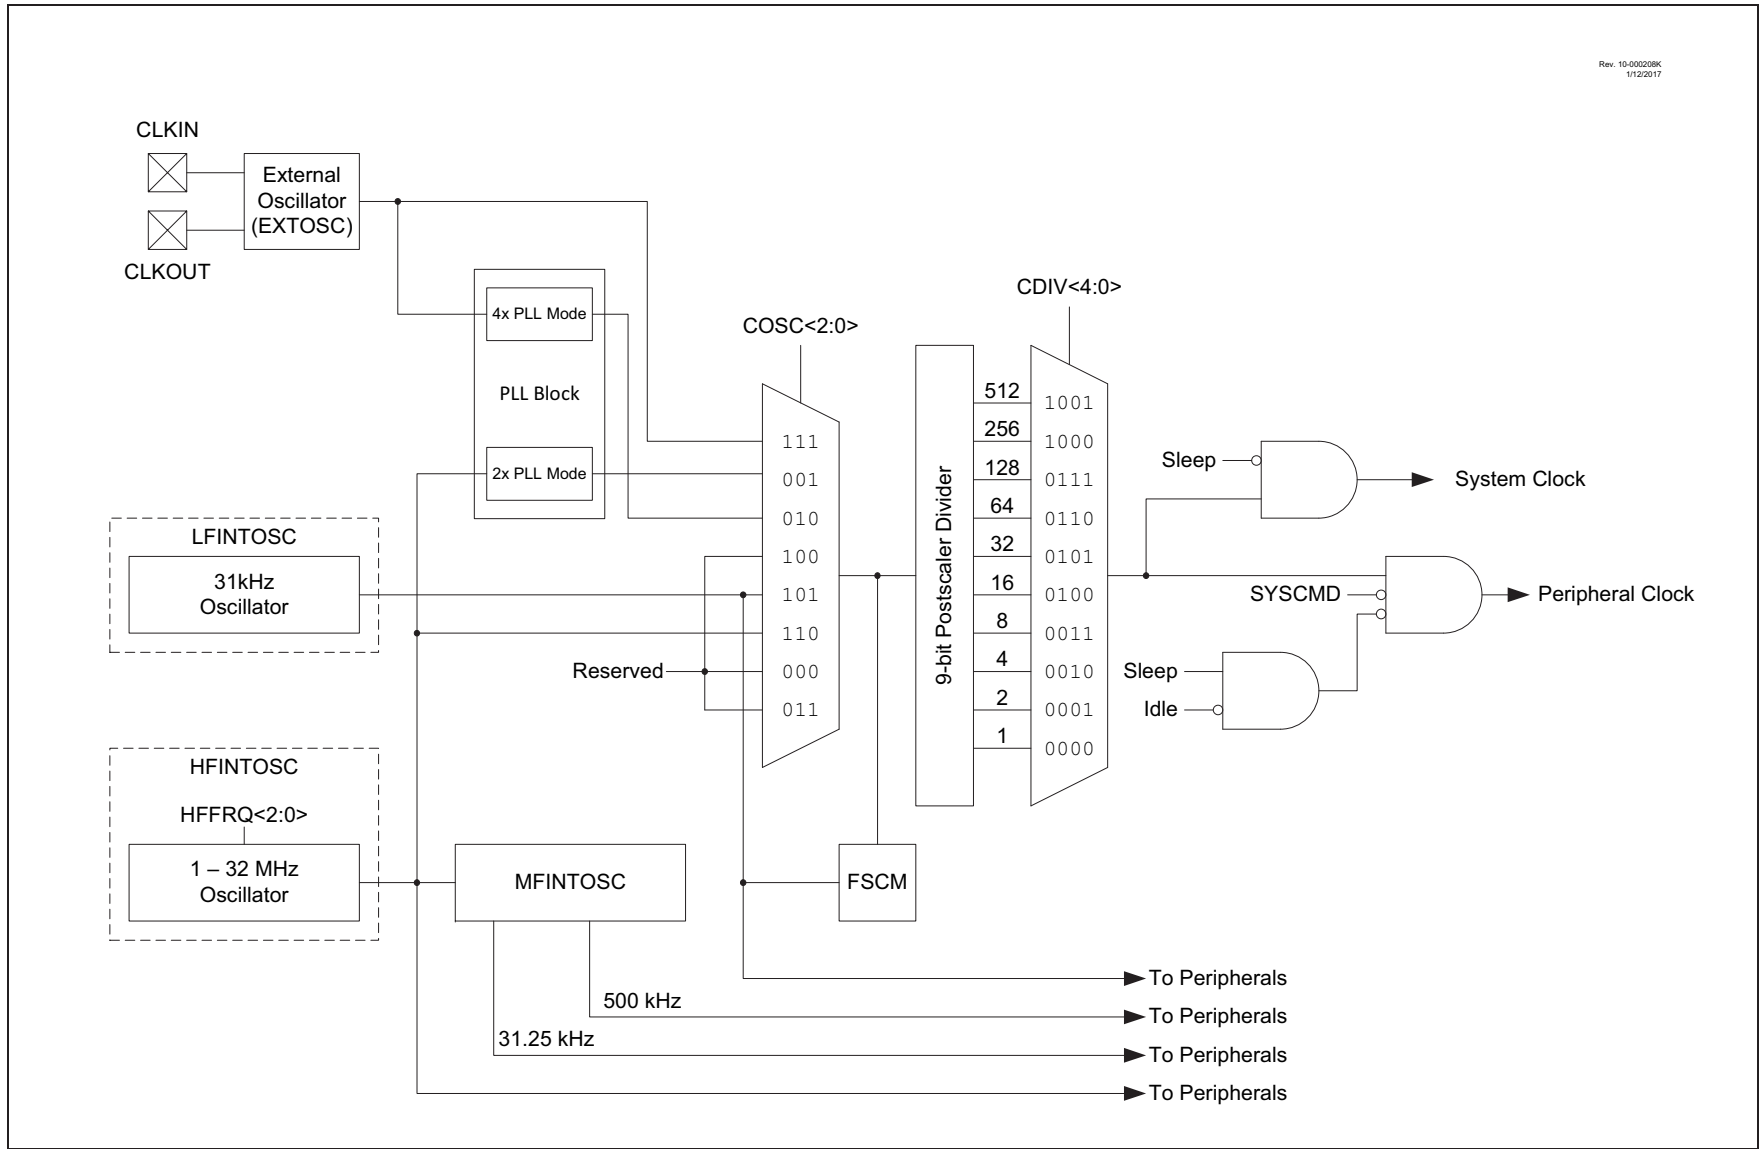 Rev. 10-000208K
1/12/2017
CLKIN
External
Oscillator
(EXTOSC)
CLKOUT
4x PLL Mode
PLL Block
2x PLL Mode
COSC<2:0>
111
001
010
100
101
110
000
011
LFINTOSC
31kHz
Oscillator
Reserved
HFINTOSC
HFFRQ<2:0>
1 – 32 MHz
Oscillator
MFINTOSC
FSCM
9-bit Postscaler Divider
CDIV<4:0>
512
256
128
64
32
16
8
4
2
1
1001
1000
0111
0110
0101
0100
0011
0010
0001
0000
Sleep
System Clock
SYSCMD
Peripheral Clock
Sleep
Idle
To Peripherals
500 kHz
To Peripherals
31.25 kHz
To Peripherals
To Peripherals